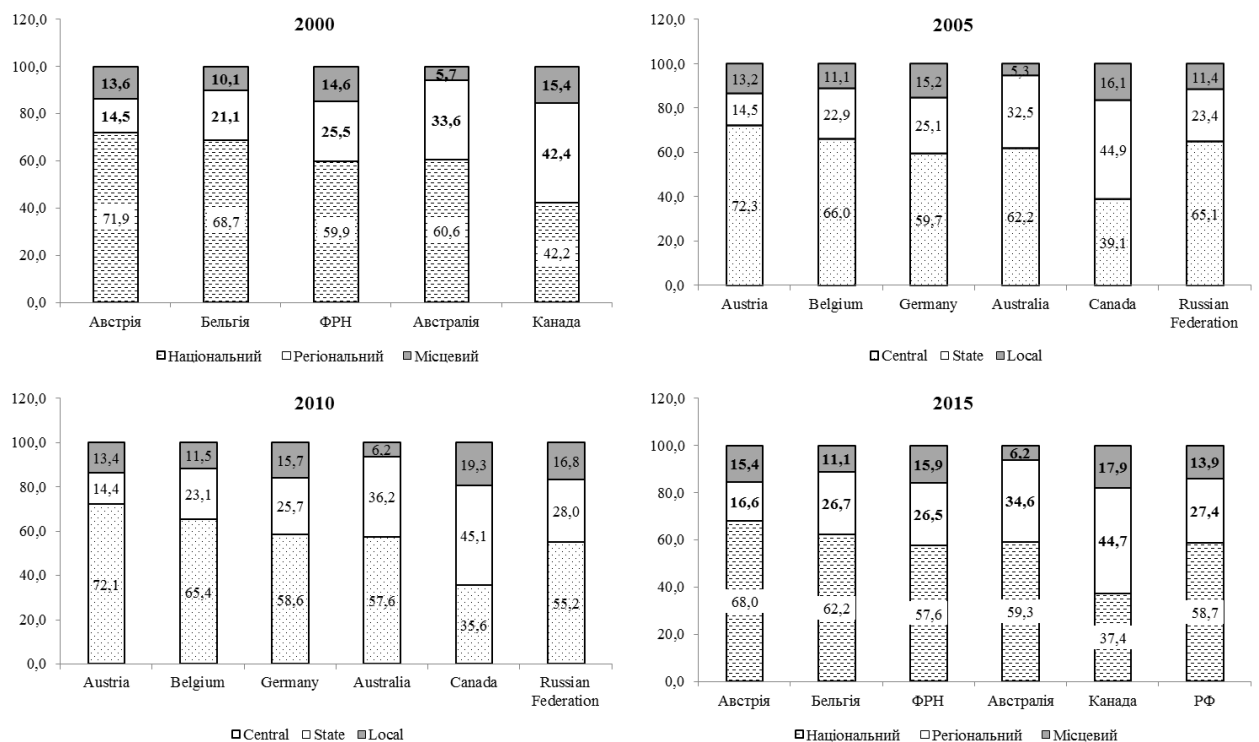 2000
120,0
100,0
80,0
60,0
40,0
20,0
0,0
13,6 10,1 14,6 5,7 15,4
14,5 21,1 25,5 33,6 42,4
71,9 68,7 59,9 60,6 42,2
Австрія Бельгія ФРН Австралія Канада
Національний Регіональний Місцевий
2005
120,0
100,0
80,0
60,0
40,0
20,0
0,0
13,2 11,1 15,2 5,3 16,1 11,4
14,5 22,9 25,1 32,5 44,9 23,4
72,3 66,0 59,7 62,2 39,1 65,1
Austria Belgium Germany Australia Canada Russian
Federation
Central State Local
2010
120,0
100,0
80,0
60,0
40,0
20,0
0,0
13,4 11,5 15,7 6,2 19,3 16,8
14,4 23,1 25,7 36,2 45,1 28,0
72,1 65,4 58,6 57,6 35,6 55,2
Austria Belgium Germany Australia Canada Russian
Federation
Central State Local
2015
120,0
100,0
80,0
60,0
40,0
20,0
0,0
15,4 11,1 15,9 6,2 17,9 13,9
16,6 26,7 26,5 34,6 44,7 27,4
68,0 62,2 57,6 59,3 37,4 58,7
Австрія Бельгія ФРН Австралія Канада РФ
Національний Регіональний Місцевий